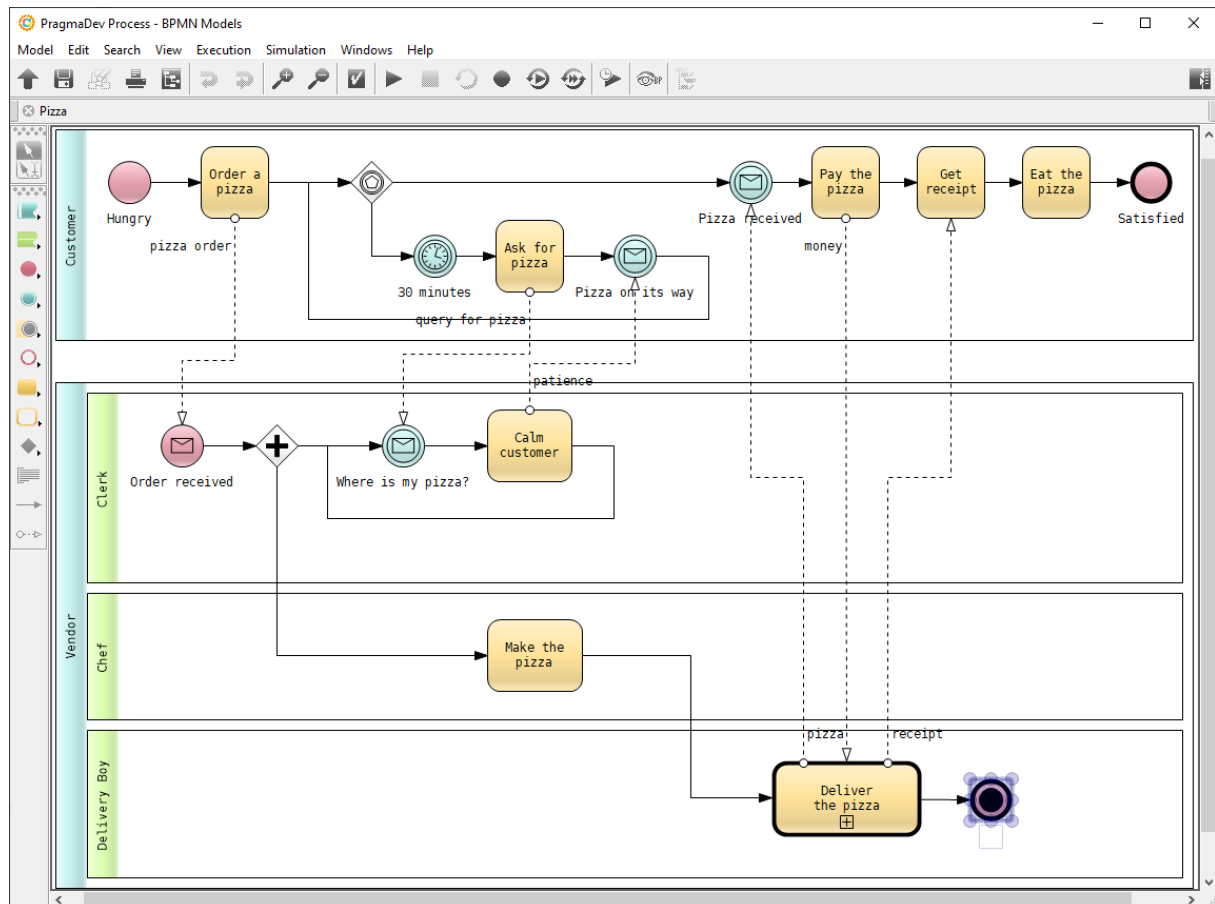 PragmaDev Process - BPMN Models
Model Edit Search View Execution Simulation Windows Help
Pizza
Customer
Hungry
Order a
pizza
pizza order
30 minutes
Ask for
pizza
query for pizza
Pizza on its way
Pizza received
Pay the
pizza
money
Get
receipt
Eat the
pizza
Satisfied
patience
Vendor
Clerk
Order received
Where is my pizza?
Calm
customer
Chef
Make the
pizza
Delivery Boy
pizza
receipt
Deliver
the pizza